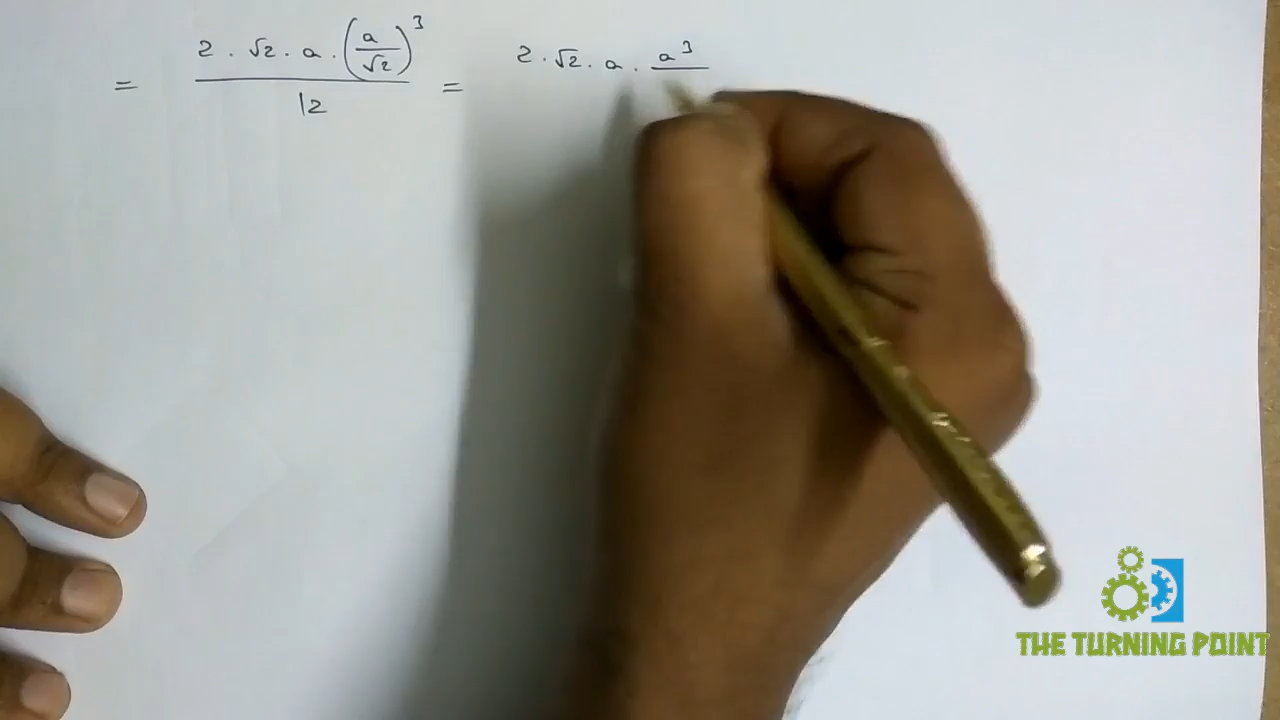 = 2 · √2 · a · (a/√2)³ / 12 = 2 · √2 · a · a³
THE TURNING POINT